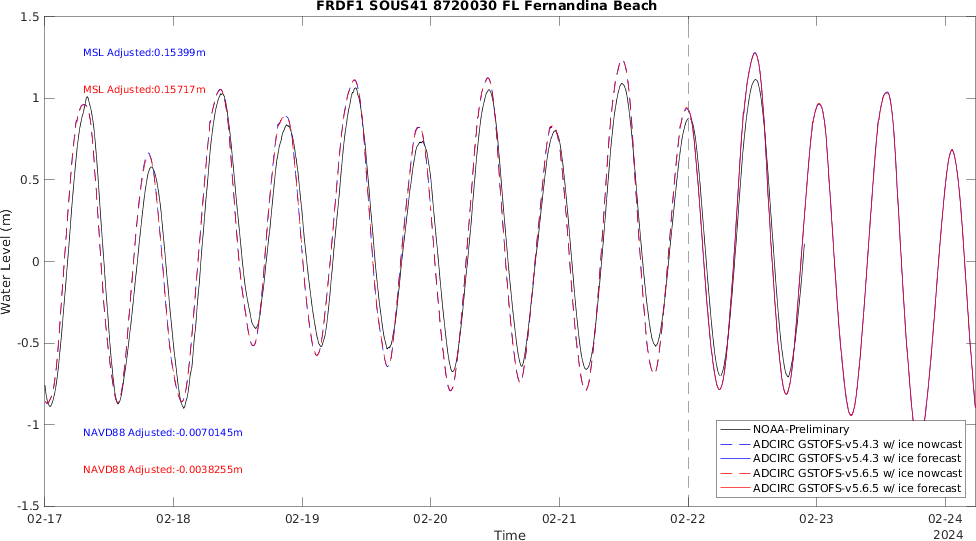 FRDF1 SOUS41 8720030 FL Fernandina Beach
1.5
MSL Adjusted:0.15399m
MSL Adjusted:0.15717m
1
0.5
Water Level (m)
0
-0.5
-1
NAVD88 Adjusted:-0.0070145m
NAVD88 Adjusted:-0.0038255m
-1.5
NOAA-Preliminary
ADCIRC GSTOFS-v5.4.3 w/ ice nowcast
ADCIRC GSTOFS-v5.4.3 w/ ice forecast
ADCIRC GSTOFS-v5.6.5 w/ ice nowcast
ADCIRC GSTOFS-v5.6.5 w/ ice forecast
02-17 02-18 02-19 02-20 02-21 02-22 02-23 02-24
Time
2024